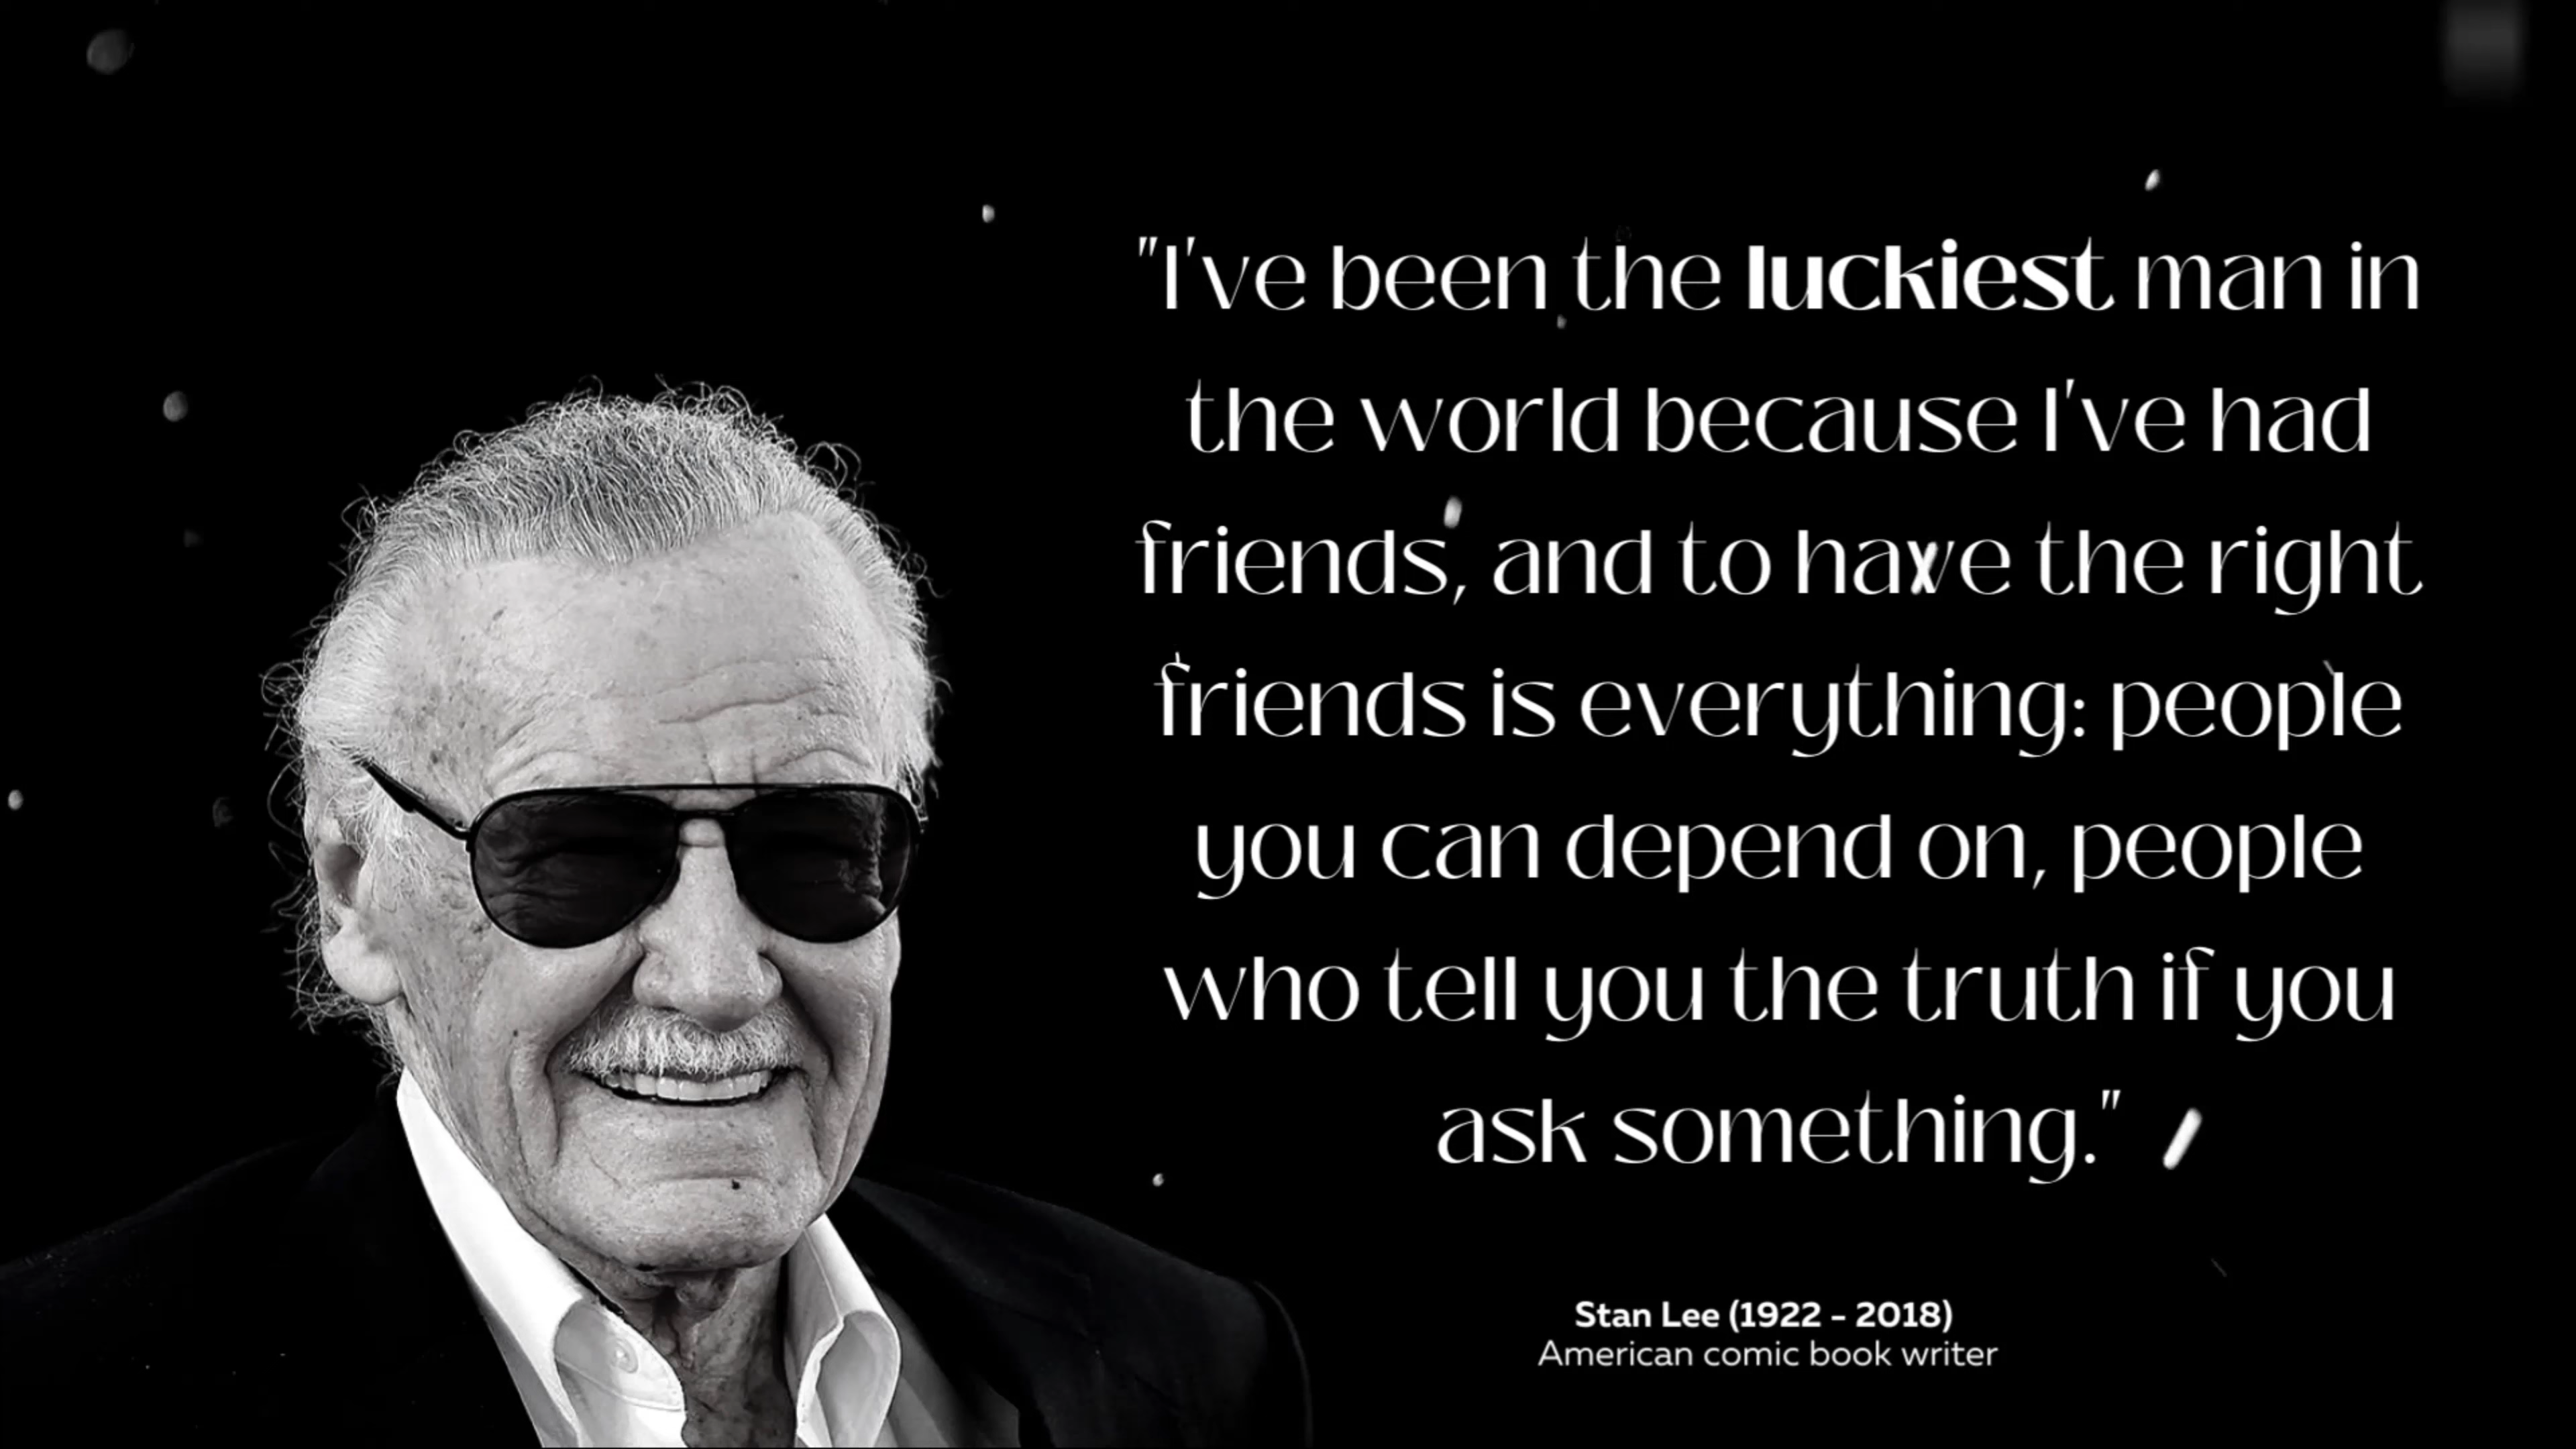 "I've been the luckiest man in
the world because I've had
friends, and to have the right
friends is everything: people
you can depend on, people
who tell you the truth if you
ask something."
Stan Lee (1922 - 2018)
American comic book writer